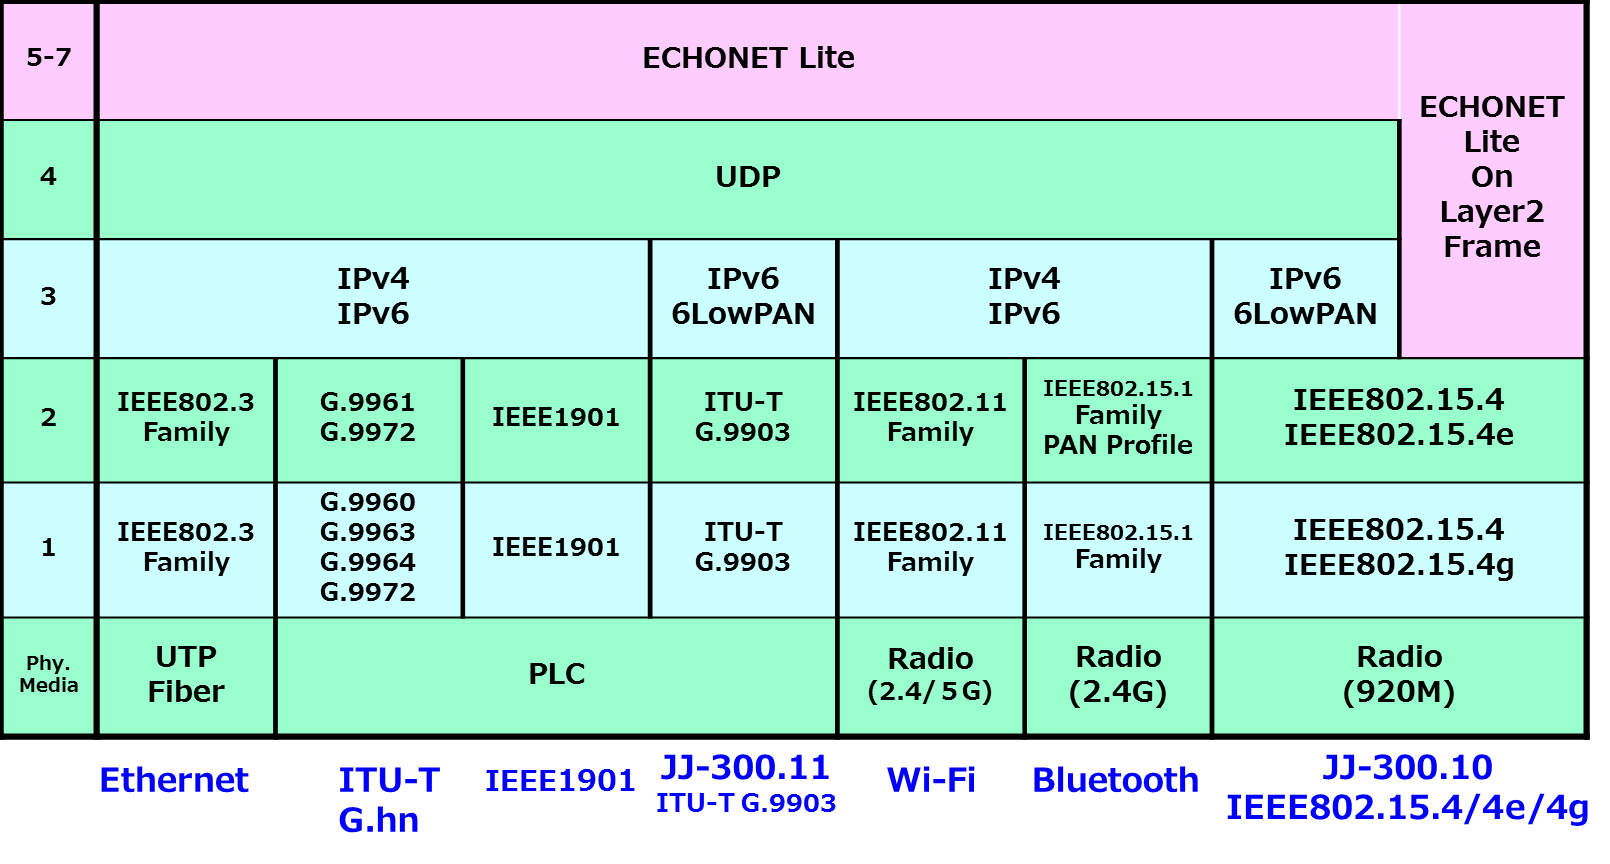 5-7
ECHONET Lite
ECHONET
Lite
On
Layer2
Frame
4
UDP
3
IPv4
IPv6
IPv6
6LowPAN
IPv4
IPv6
IPv6
6LowPAN
2
IEEE802.3
Family
G.9961
G.9972
IEEE1901
ITU-T
G.9903
IEEE802.11
Family
IEEE802.15.1
Family
PAN Profile
IEEE802.15.4
IEEE802.15.4e
1
IEEE802.3
Family
G.9960
G.9963
G.9964
G.9972
IEEE1901
ITU-T
G.9903
IEEE802.11
Family
IEEE802.15.1
Family
IEEE802.15.4
IEEE802.15.4g
Phy.
Media
UTP
Fiber
PLC
Radio
(2.4/５G)
Radio
(2.4G)
Radio
(920M)
Ethernet
ITU-T
G.hn
IEEE1901
JJ-300.11
ITU-T G.9903
Wi-Fi
Bluetooth
JJ-300.10
IEEE802.15.4/4e/4g